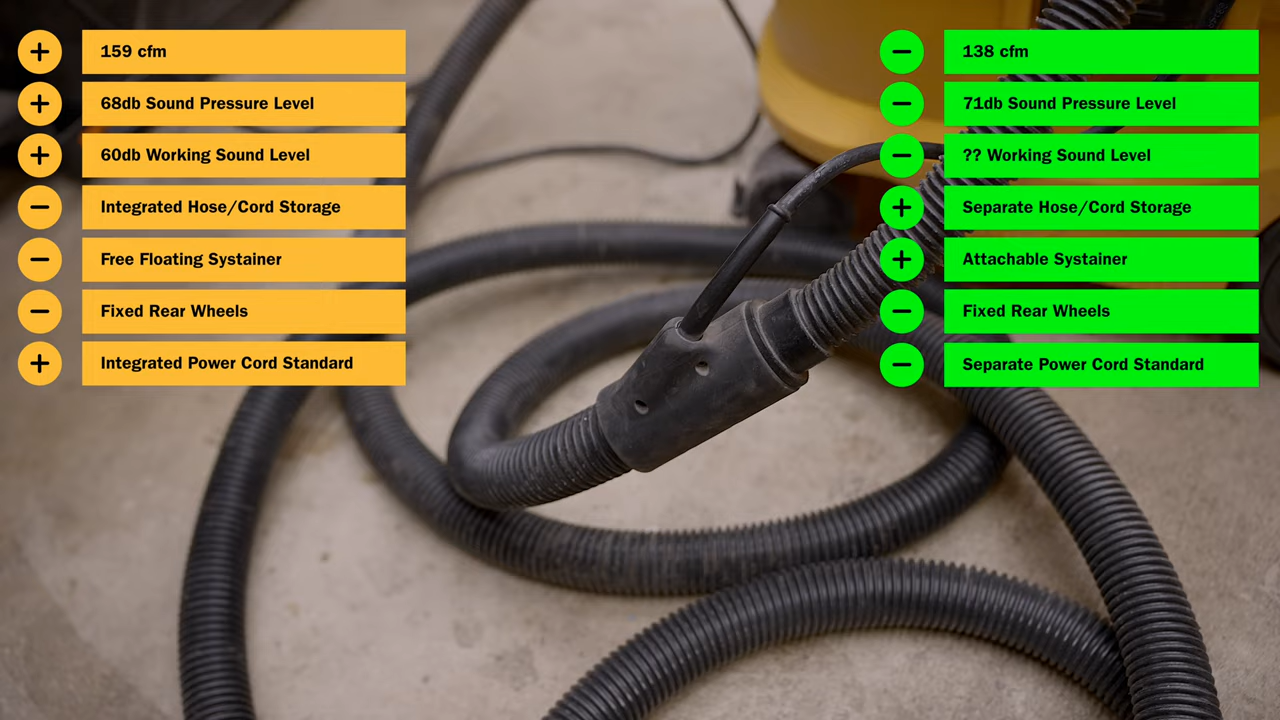 + 159 cfm
+ 68db Sound Pressure Level
+ 60db Working Sound Level
− Integrated Hose/Cord Storage
− Free Floating Systainer
− Fixed Rear Wheels
+ Integrated Power Cord Standard
− 138 cfm
− 71db Sound Pressure Level
− ?? Working Sound Level
+ Separate Hose/Cord Storage
+ Attachable Systainer
− Fixed Rear Wheels
− Separate Power Cord Standard